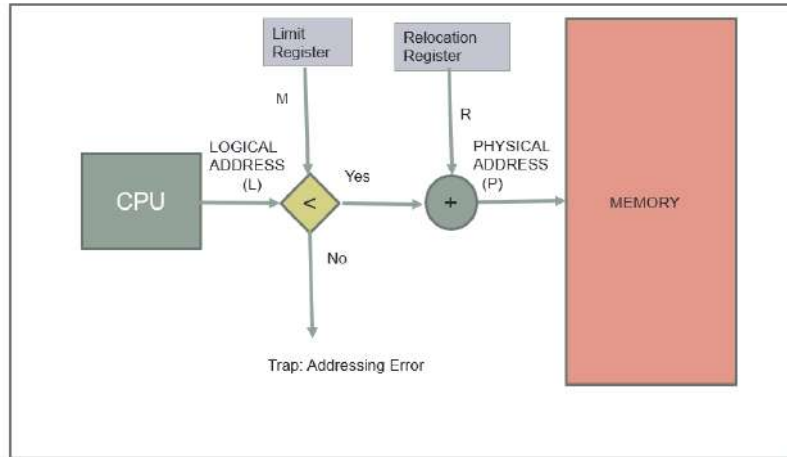 Limit
Register
Relocation
Register
M
R
LOGICAL
ADDRESS
(L)
Yes
PHYSICAL
ADDRESS
(P)
CPU
<
+
MEMORY
No
Trap: Addressing Error